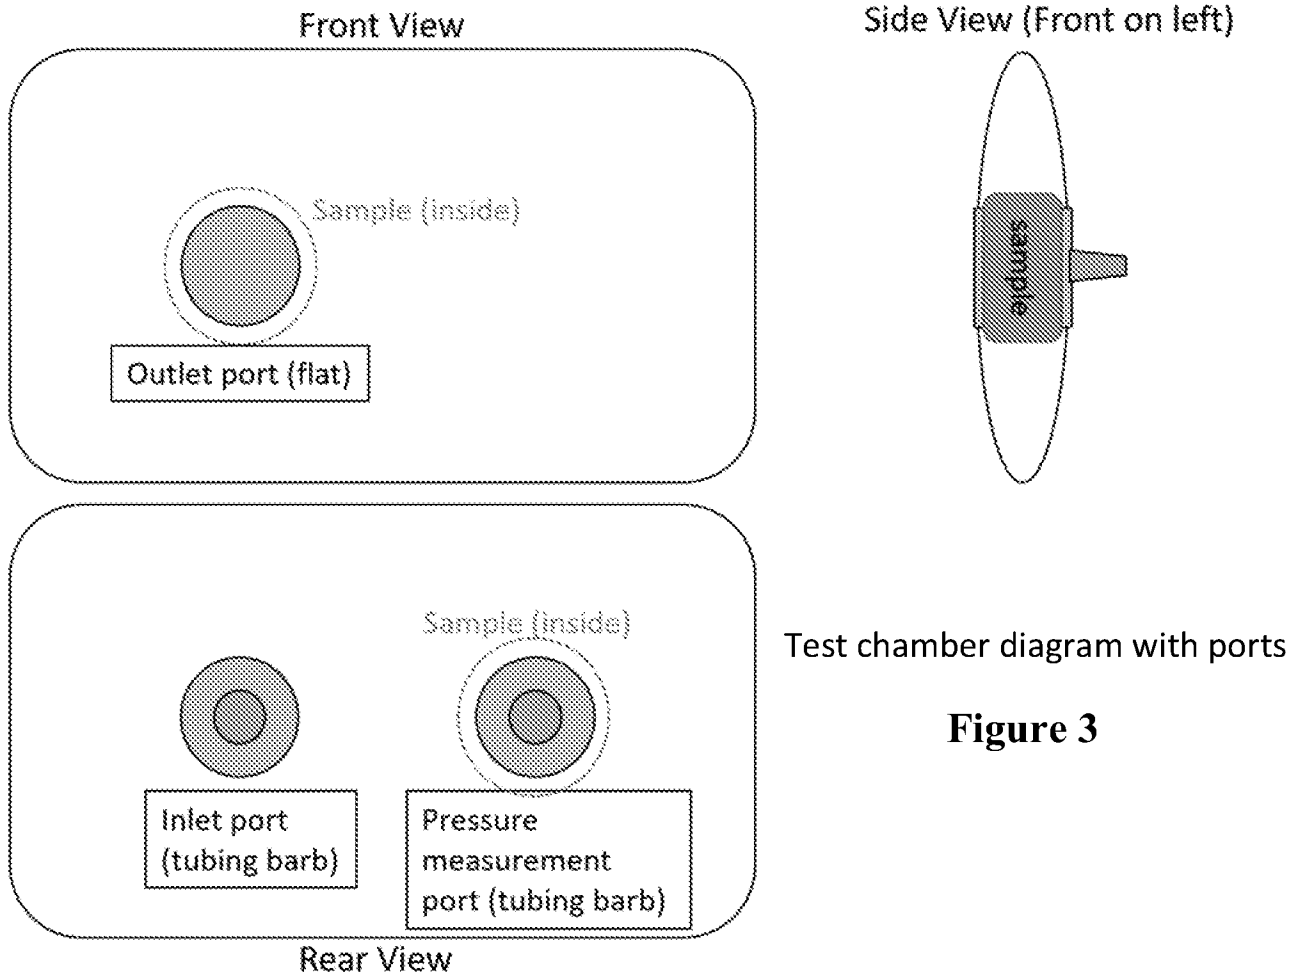 Front View
Side View (Front on left)
Sample (inside)
sample
Outlet port (flat)
Sample (inside)
Test chamber diagram with ports
Figure 3
Inlet port
(tubing barb)
Pressure
measurement
port (tubing barb)
Rear View